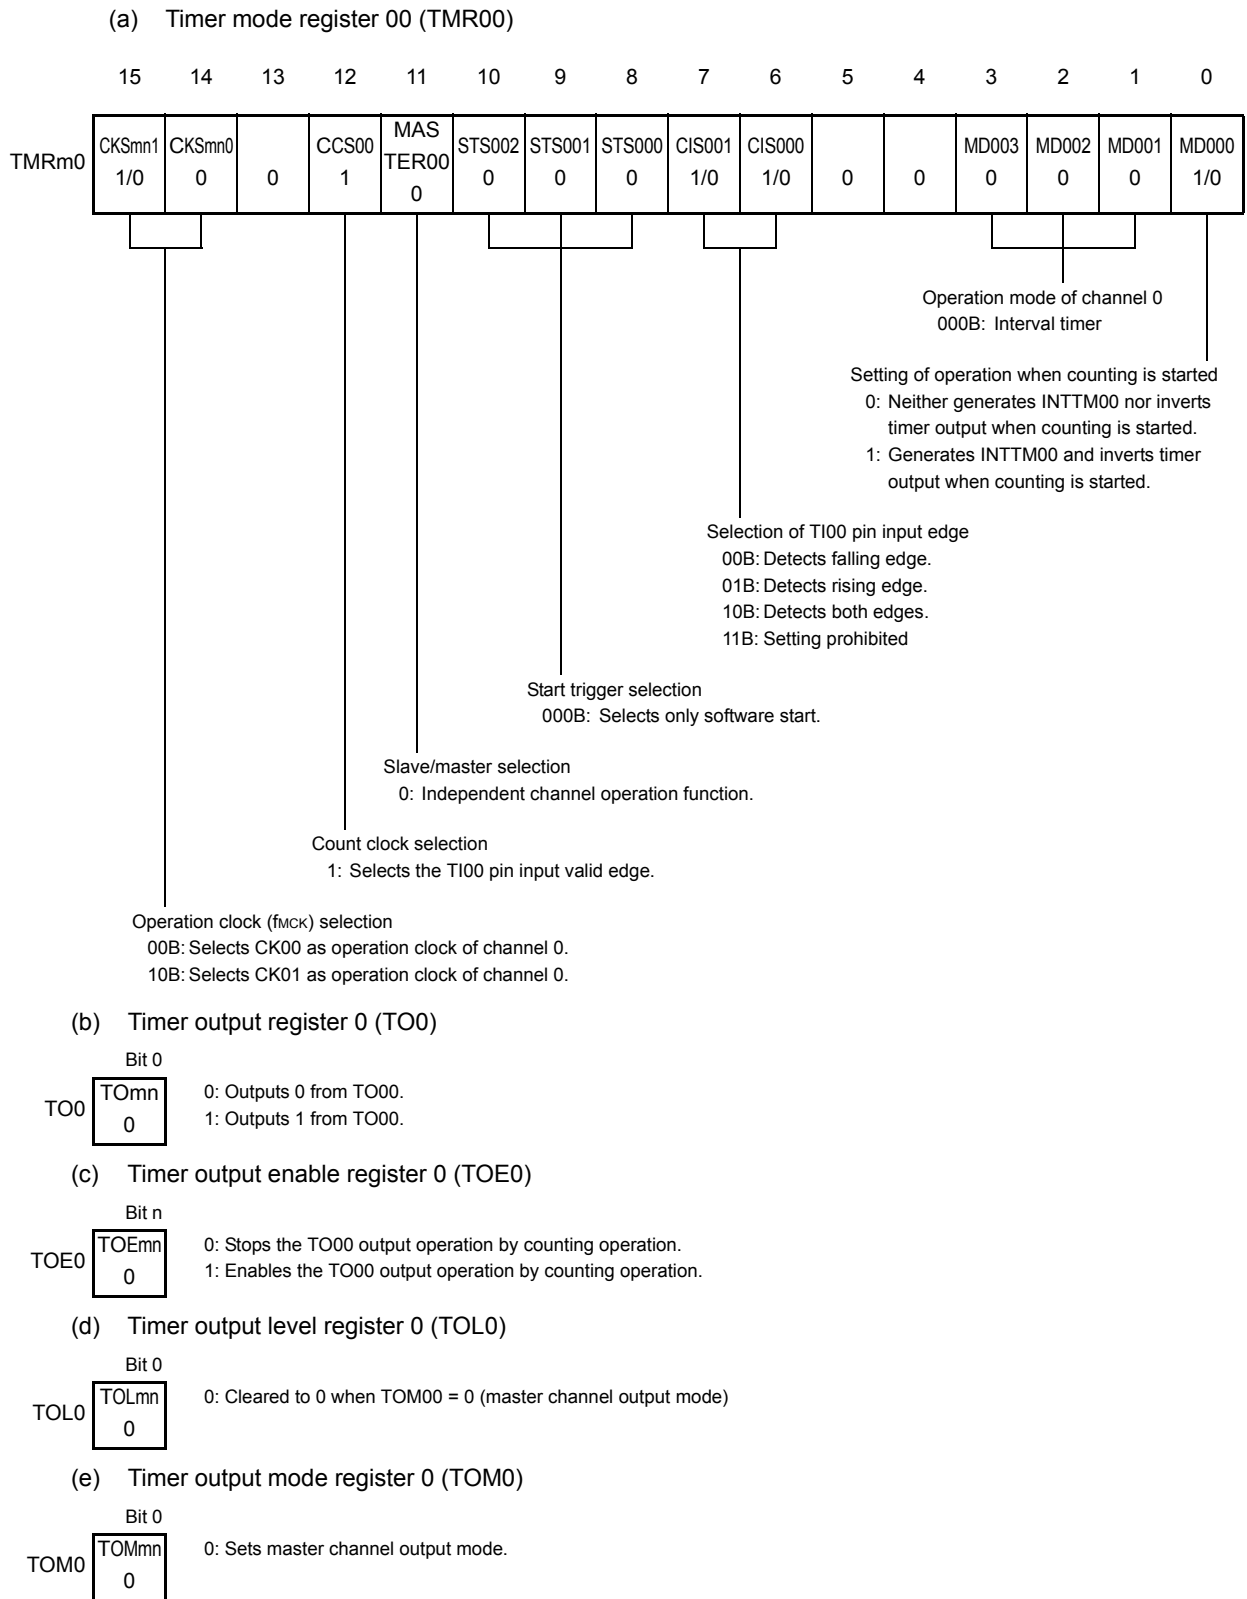 (a) Timer mode register 00 (TMR00)
15 14 13 12 11 10 9 8 7 6 5 4 3 2 1 0
TMRm0
CKSmn1 CKSmn0 CCS00 MAS TER00 STS002 STS001 STS000 CIS001 CIS000 MD003 MD002 MD001 MD000
1/0 0 0 1 0 0 0 0 1/0 1/0 0 0 0 0 0 1/0
Operation mode of channel 0
000B: Interval timer
Setting of operation when counting is started
0: Neither generates INTTM00 nor inverts
timer output when counting is started.
1: Generates INTTM00 and inverts timer
output when counting is started.
Selection of TI00 pin input edge
00B: Detects falling edge.
01B: Detects rising edge.
10B: Detects both edges.
11B: Setting prohibited
Start trigger selection
000B: Selects only software start.
Slave/master selection
0: Independent channel operation function.
Count clock selection
1: Selects the TI00 pin input valid edge.
Operation clock (fMCK) selection
00B: Selects CK00 as operation clock of channel 0.
10B: Selects CK01 as operation clock of channel 0.
(b) Timer output register 0 (TO0)
Bit 0
TO0
TOmn
0
0: Outputs 0 from TO00.
1: Outputs 1 from TO00.
(c) Timer output enable register 0 (TOE0)
Bit n
TOE0
TOEmn
0
0: Stops the TO00 output operation by counting operation.
1: Enables the TO00 output operation by counting operation.
(d) Timer output level register 0 (TOL0)
Bit 0
TOL0
TOLmn
0
0: Cleared to 0 when TOM00 = 0 (master channel output mode)
(e) Timer output mode register 0 (TOM0)
Bit 0
TOM0
TOMmn
0
0: Sets master channel output mode.